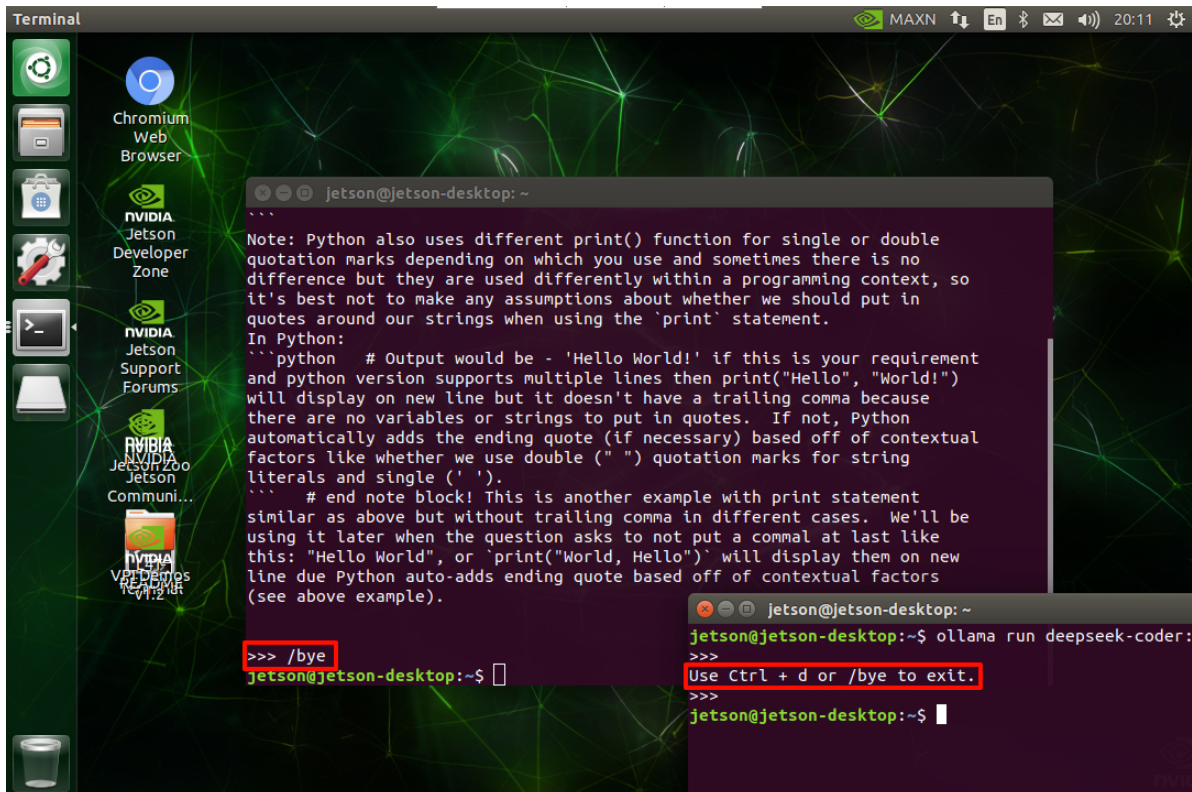 Terminal
MAXN
En
20:11
Chromium
Web
Browser
NVIDIA.
Jetson
Developer
Zone
NVIDIA.
Jetson
Support
Forums
NVIDIA
Jetson Zoo
Jetson
Communi...
NVIDIA
VPI Demos
v1.2
jetson@jetson-desktop: ~
```
Note: Python also uses different print() function for single or double
quotation marks depending on which you use and sometimes there is no
difference but they are used differently within a programming context, so
it's best not to make any assumptions about whether we should put in
quotes around our strings when using the `print` statement.
In Python:
```python   # Output would be - 'Hello World!' if this is your requirement
and python version supports multiple lines then print("Hello", "World!")
will display on new line but it doesn't have a trailing comma because
there are no variables or strings to put in quotes.  If not, Python
automatically adds the ending quote (if necessary) based off of contextual
factors like whether we use double (" ") quotation marks for string
literals and single (' ').
```    # end note block! This is another example with print statement
similar as above but without trailing comma in different cases.  We'll be
using it later when the question asks to not put a commal at last like
this: "Hello World", or `print("World, Hello")` will display them on new
line due Python auto-adds ending quote based off of contextual factors
(see above example).
>>> /bye
jetson@jetson-desktop:~$
jetson@jetson-desktop: ~
jetson@jetson-desktop:~$ ollama run deepseek-coder:
>>>
Use Ctrl + d or /bye to exit.
>>>
jetson@jetson-desktop:~$